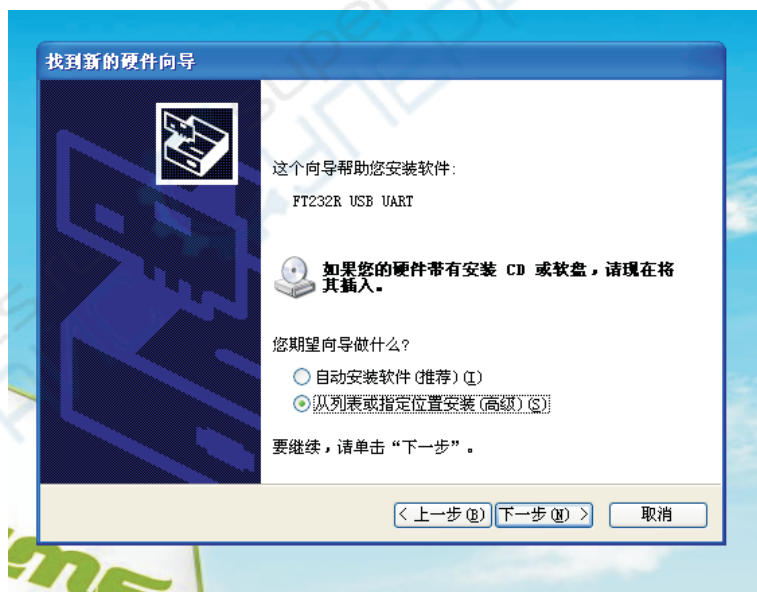 找到新的硬件向导
这个向导帮助您安装软件:
FT232R USB UART
如果您的硬件带有安装 CD 或软盘，请现在将
其插入。
您期望向导做什么?
自动安装软件(推荐)(I)
从列表或指定位置安装(高级)(S)
要继续，请单击“下一步”。
< 上一步(B) 下一步(N) > 取消